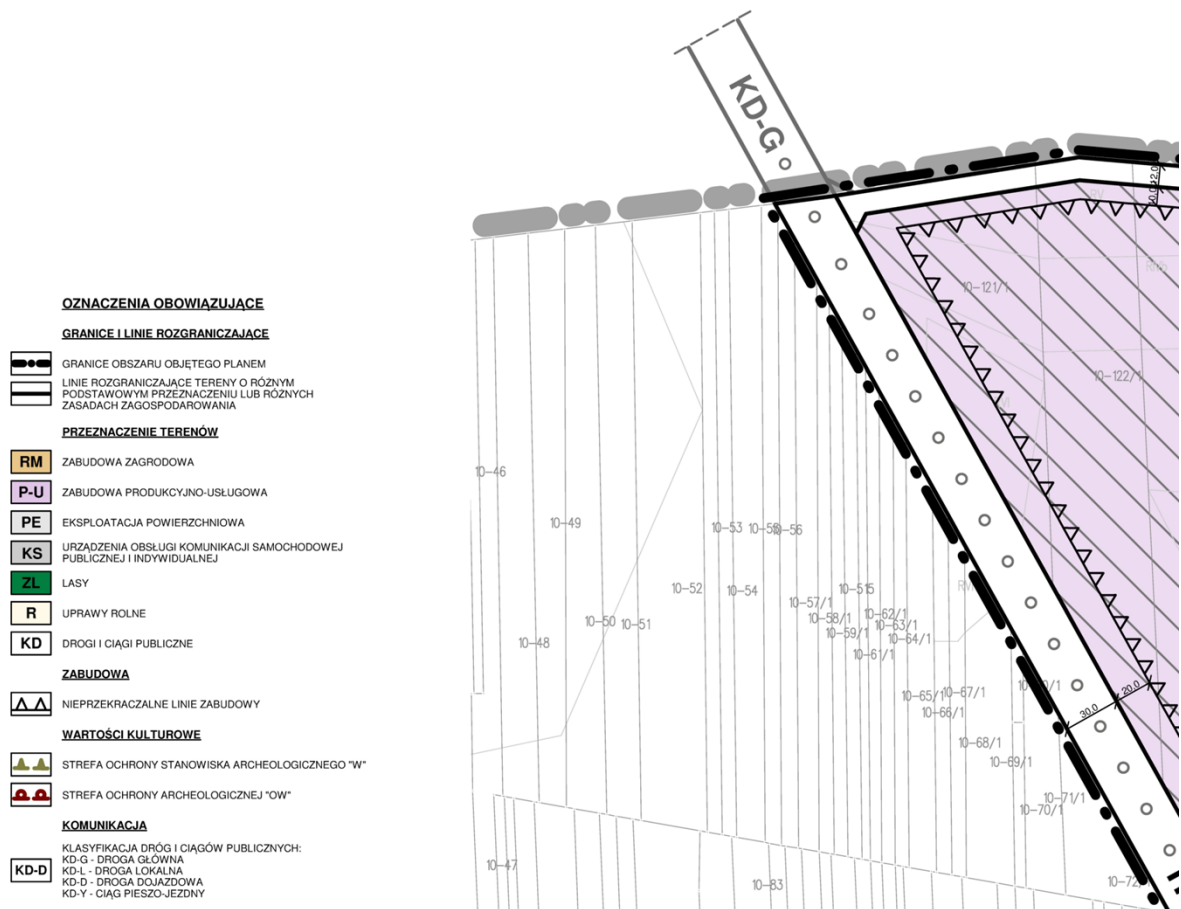 OZNACZENIA OBOWIĄZUJĄCE
GRANICE I LINIE ROZGRANICZAJĄCE
GRANICE OBSZARU OBJĘTEGO PLANEM
LINIE ROZGRANICZAJĄCE TERENY O RÓŻNYM
PODSTAWOWYM PRZEZNACZENIU LUB RÓŻNYCH
ZASADACH ZAGOSPODAROWANIA
PRZEZNACZENIE TERENÓW
RM ZABUDOWA ZAGRODOWA
P-U ZABUDOWA PRODUKCYJNO-USŁUGOWA
PE EKSPLOATACJA POWIERZCHNIOWA
KS URZĄDZENIA OBSŁUGI KOMUNIKACJI SAMOCHODOWEJ
PUBLICZNEJ I INDYWIDUALNEJ
ZL LASY
R UPRAWY ROLNE
KD DROGI I CIĄGI PUBLICZNE
ZABUDOWA
NIEPRZEKRACZALNE LINIE ZABUDOWY
WARTOŚCI KULTUROWE
STREFA OCHRONY STANOWISKA ARCHEOLOGICZNEGO "W"
STREFA OCHRONY ARCHEOLOGICZNEJ "OW"
KOMUNIKACJA
KLASYFIKACJA DRÓG I CIĄGÓW PUBLICZNYCH:
KD-G - DROGA GŁÓWNA
KD-D KD-L - DROGA LOKALNA
KD-D - DROGA DOJAZDOWA
KD-Y - CIĄG PIESZO-JEZDNY
KD-G
RV
10-121/1
10-122/1
10-46
10-49
10-53
10-56
10-52
10-54
10-57/1
10-58/1
10-59/1
10-61/1
10-62/1
10-63/1
10-64/1
10-50
10-51
10-48
10-65/1
10-67/1
10-66/1
20.0
30.0
10-68/1
10-69/1
10-71/1
10-70/1
10-47
10-83
10-72/1